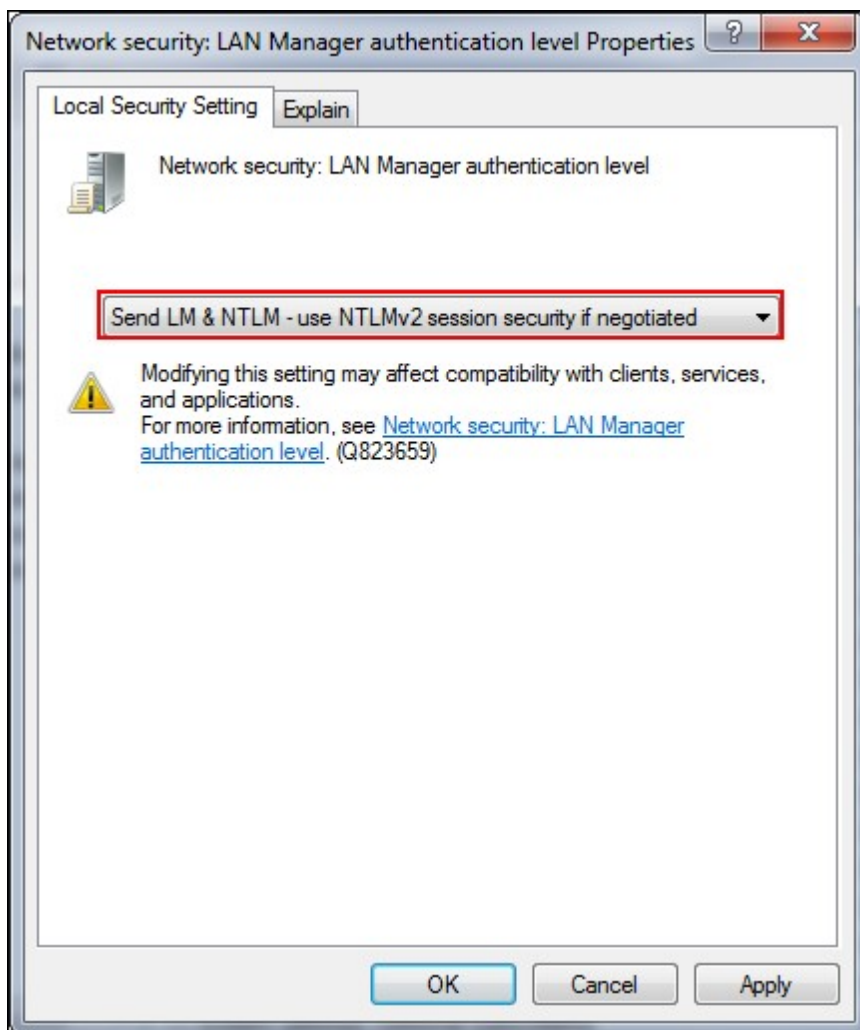 Network security: LAN Manager authentication level Properties
Local Security Setting
Explain
Network security: LAN Manager authentication level
Send LM & NTLM - use NTLMv2 session security if negotiated
Modifying this setting may affect compatibility with clients, services,
and applications.
For more information, see Network security: LAN Manager
authentication level. (Q823659)
OK
Cancel
Apply